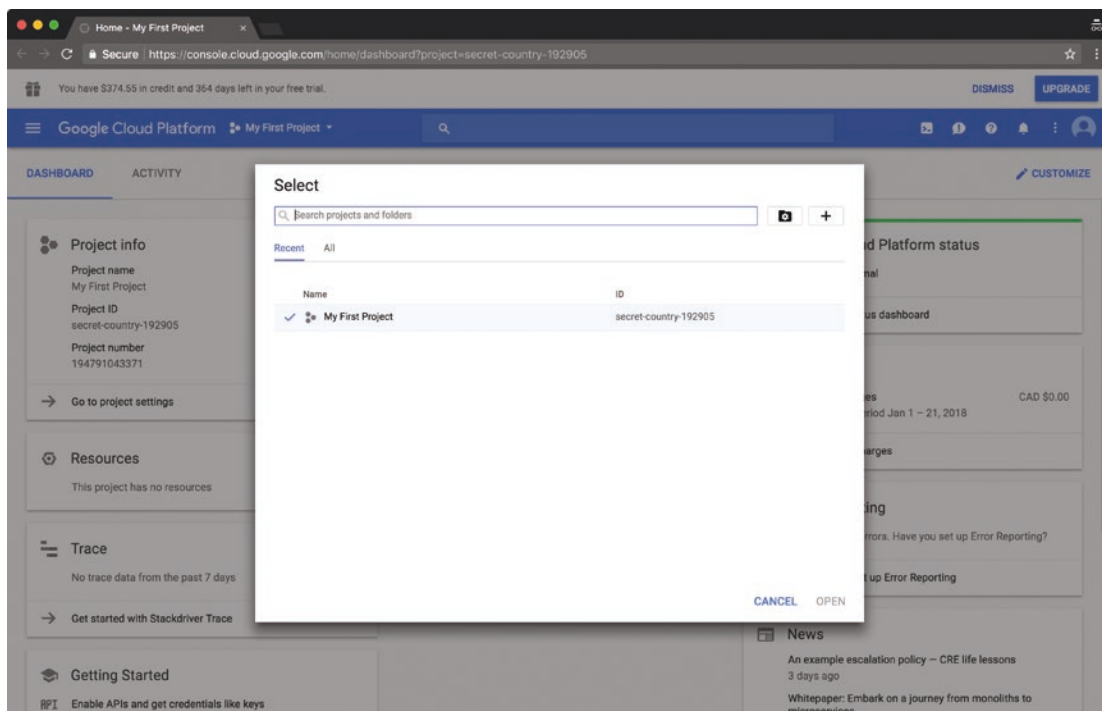 Home - My First Project
Secure https://console.cloud.google.com/home/dashboard?project=secret-country-192905
You have $374.55 in credit and 364 days left in your free trial.
DISMISS
UPGRADE
Google Cloud Platform
My First Project
DASHBOARD
ACTIVITY
CUSTOMIZE
Select
Search projects and folders
Recent
All
Name
ID
My First Project
secret-country-192905
CANCEL
OPEN
Project info
Project name
My First Project
Project ID
secret-country-192905
Project number
194791043371
Go to project settings
Resources
This project has no resources
Trace
No trace data from the past 7 days
Get started with Stackdriver Trace
Getting Started
API Enable APIs and get credentials like keys
d Platform status
nal
us dashboard
es
CAD $0.00
riod Jan 1 – 21, 2018
arges
ing
rrors. Have you set up Error Reporting?
t up Error Reporting
News
An example escalation policy — CRE life lessons
3 days ago
Whitepaper: Embark on a journey from monoliths to